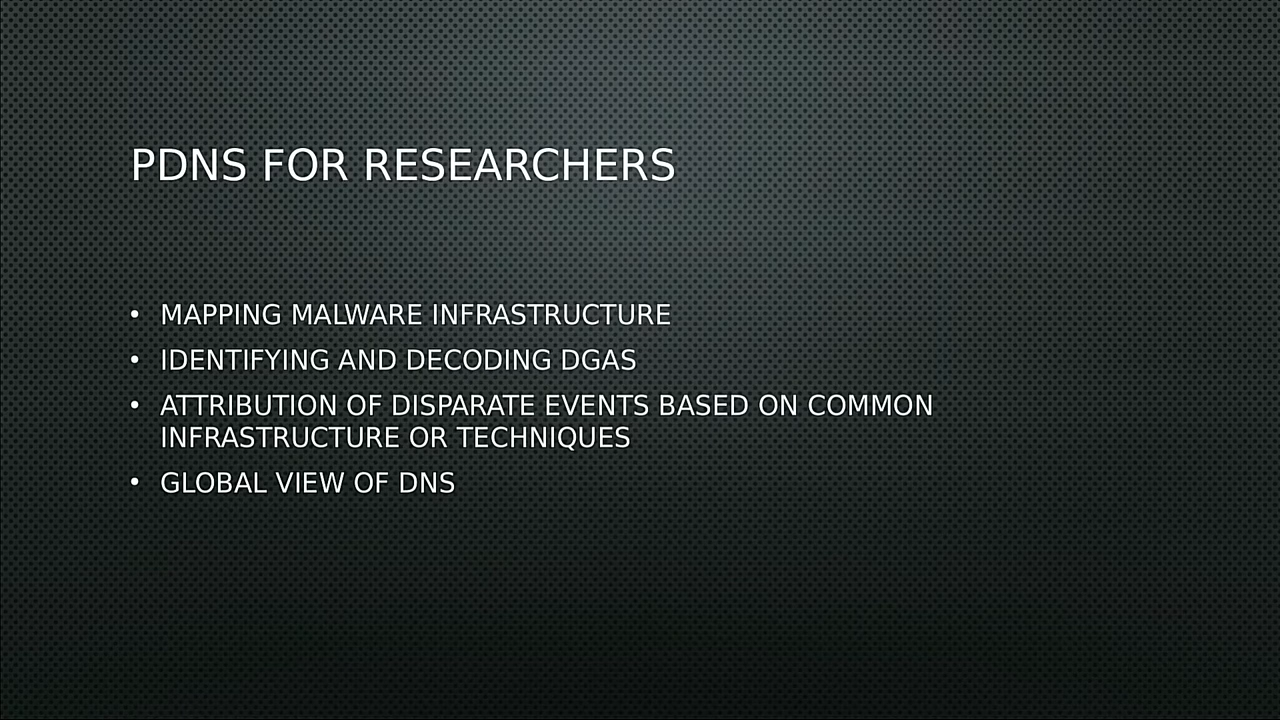 PDNS FOR RESEARCHERS
• MAPPING MALWARE INFRASTRUCTURE
• IDENTIFYING AND DECODING DGAS
• ATTRIBUTION OF DISPARATE EVENTS BASED ON COMMON
INFRASTRUCTURE OR TECHNIQUES
• GLOBAL VIEW OF DNS